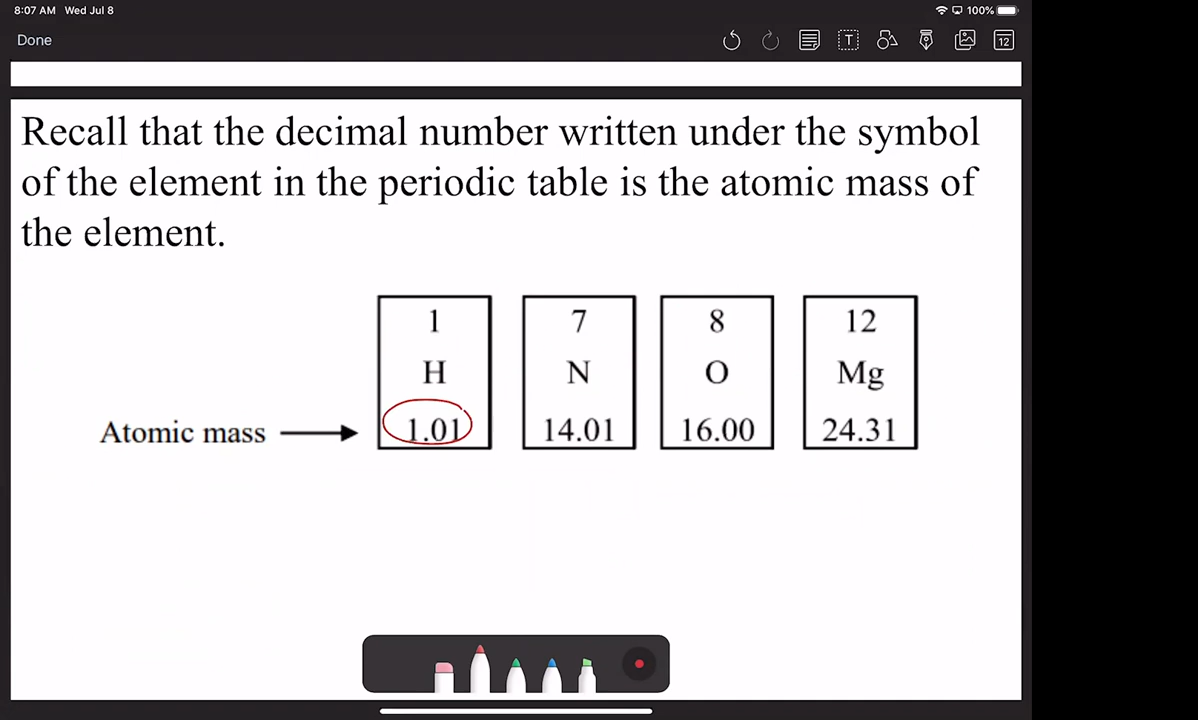 8:07 AM Wed Jul 8
100%
Done
T
12
Recall that the decimal number written under the symbol
of the element in the periodic table is the atomic mass of
the element.
1 7 8 12
H N O Mg
Atomic mass 1.01 14.01 16.00 24.31